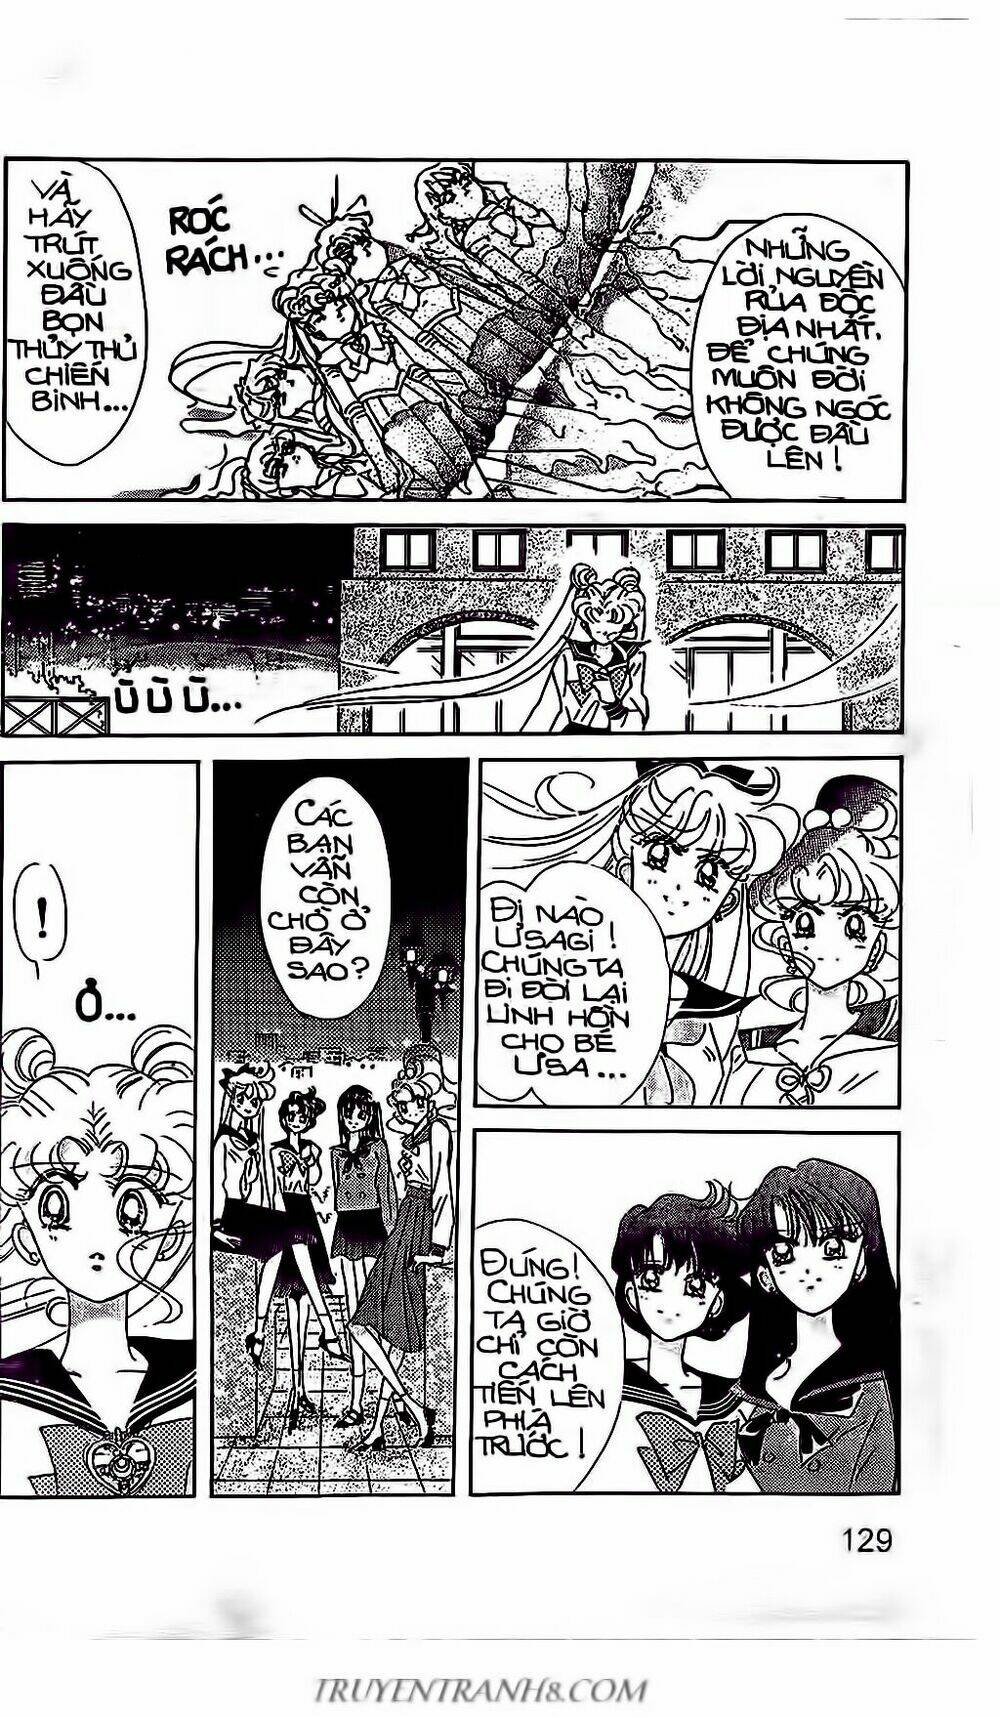 VÀ
HÃY
TRÚT
XUỐNG
ĐẦU
BỌN
THỦY THỦ
CHIẾN
BINH...
RÓC
RÁCH...
NHỮNG
LỜI NGUYỀN
RỦA ĐỘC
ĐỊA NHẤT,
ĐỂ CHÚNG
MUÔN ĐỜI
KHÔNG NGÓC
ĐƯỢC ĐẦU
LÊN!
Ù Ù Ù...
!
Ơ...
CÁC
BẠN
VẪN
CÒN
CHỜ Ở
ĐÂY
SAO?
ĐI NÀO
ƯSAGI!
CHÚNG TA
ĐI ĐÒI LẠI
LINH HỒN
CHO BÉ
ƯSA...
ĐÚNG!
CHÚNG
TA GIỜ
CHỈ CÒN
CÁCH
TIẾN LÊN
PHÍA
TRƯỚC!
129
TRUYENTRANH8.COM